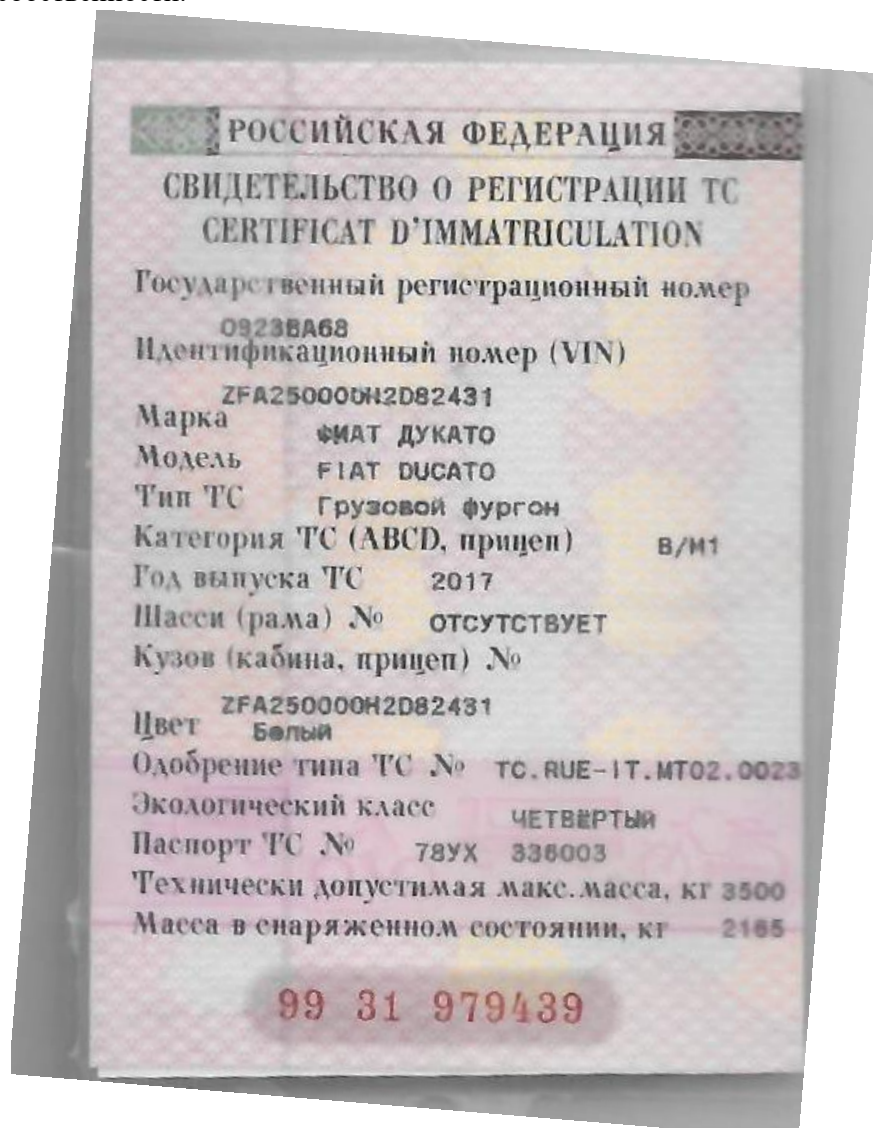 РОССИЙСКАЯ ФЕДЕРАЦИЯ
СВИДЕТЕЛЬСТВО О РЕГИСТРАЦИИ ТС
CERTIFICAT D'IMMATRICULATION
Государственный регистрационный номер
О923ВА68
Идентификационный номер (VIN)
ZFA250000H2D82431
Марка ФИАТ ДУКАТО
Модель FIAT DUCATO
Тип ТС Грузовой фургон
Категория ТС (ABCD, прицеп) B/M1
Год выпуска ТС 2017
Шасси (рама) № ОТСУТСТВУЕТ
Кузов (кабина, прицеп) №
ZFA250000H2D82431
Цвет Белый
Одобрение типа ТС № ТС.RUE-IT.MT02.0023
Экологический класс ЧЕТВЕРТЫЙ
Паспорт ТС № 78УХ 336003
Технически допустимая макс.масса, кг 3500
Масса в снаряженном состоянии, кг 2165
99 31 979439